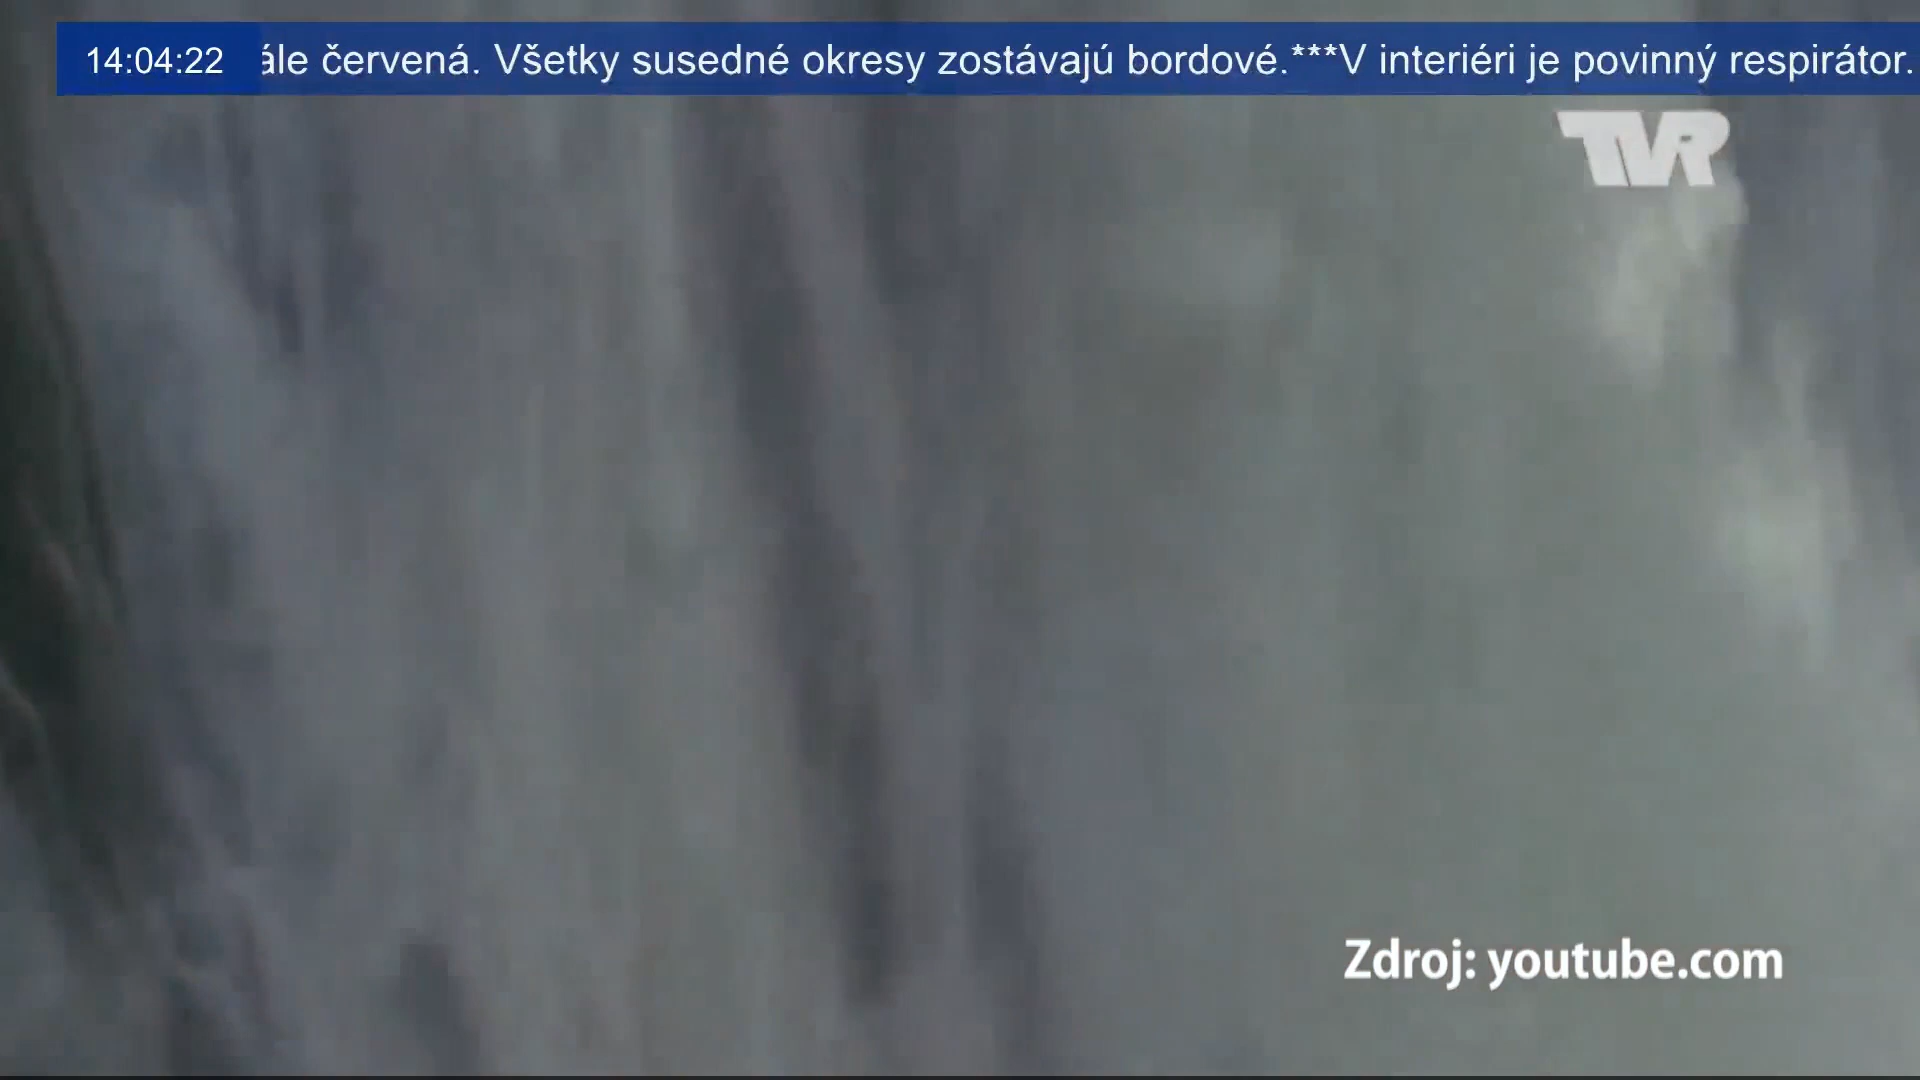 14:04:22 ále červená. Všetky susedné okresy zostávajú bordové.***V interiéri je povinný respirátor.
TVR
Zdroj: youtube.com